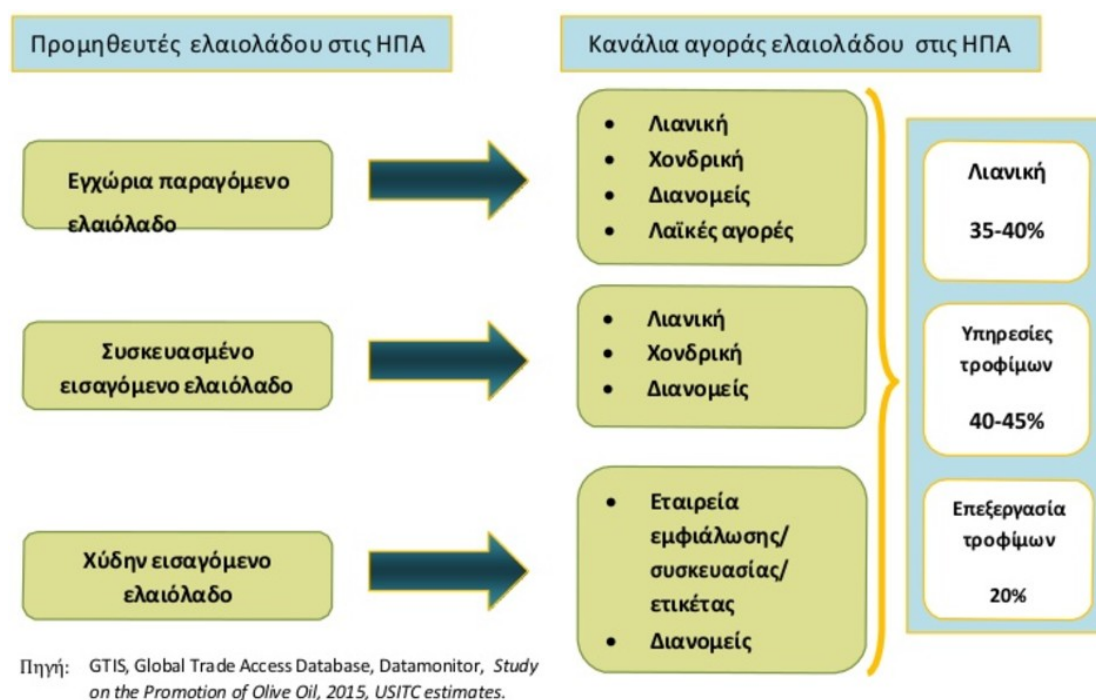 Προμηθευτές ελαιολάδου στις ΗΠΑ
Κανάλια αγοράς ελαιολάδου στις ΗΠΑ
Εγχώρια παραγόμενο
ελαιόλαδο
• Λιανική
• Χονδρική
• Διανομείς
• Λαϊκές αγορές
Συσκευασμένο
εισαγόμενο ελαιόλαδο
• Λιανική
• Χονδρική
• Διανομείς
Χύδην εισαγόμενο
ελαιόλαδο
• Εταιρεία
εμφιάλωσης/
συσκευασίας/
ετικέτας
• Διανομείς
Λιανική
35-40%
Υπηρεσίες
τροφίμων
40-45%
Επεξεργασία
τροφίμων
20%
Πηγή: GTIS, Global Trade Access Database, Datamonitor, Study
on the Promotion of Olive Oil, 2015, USITC estimates.